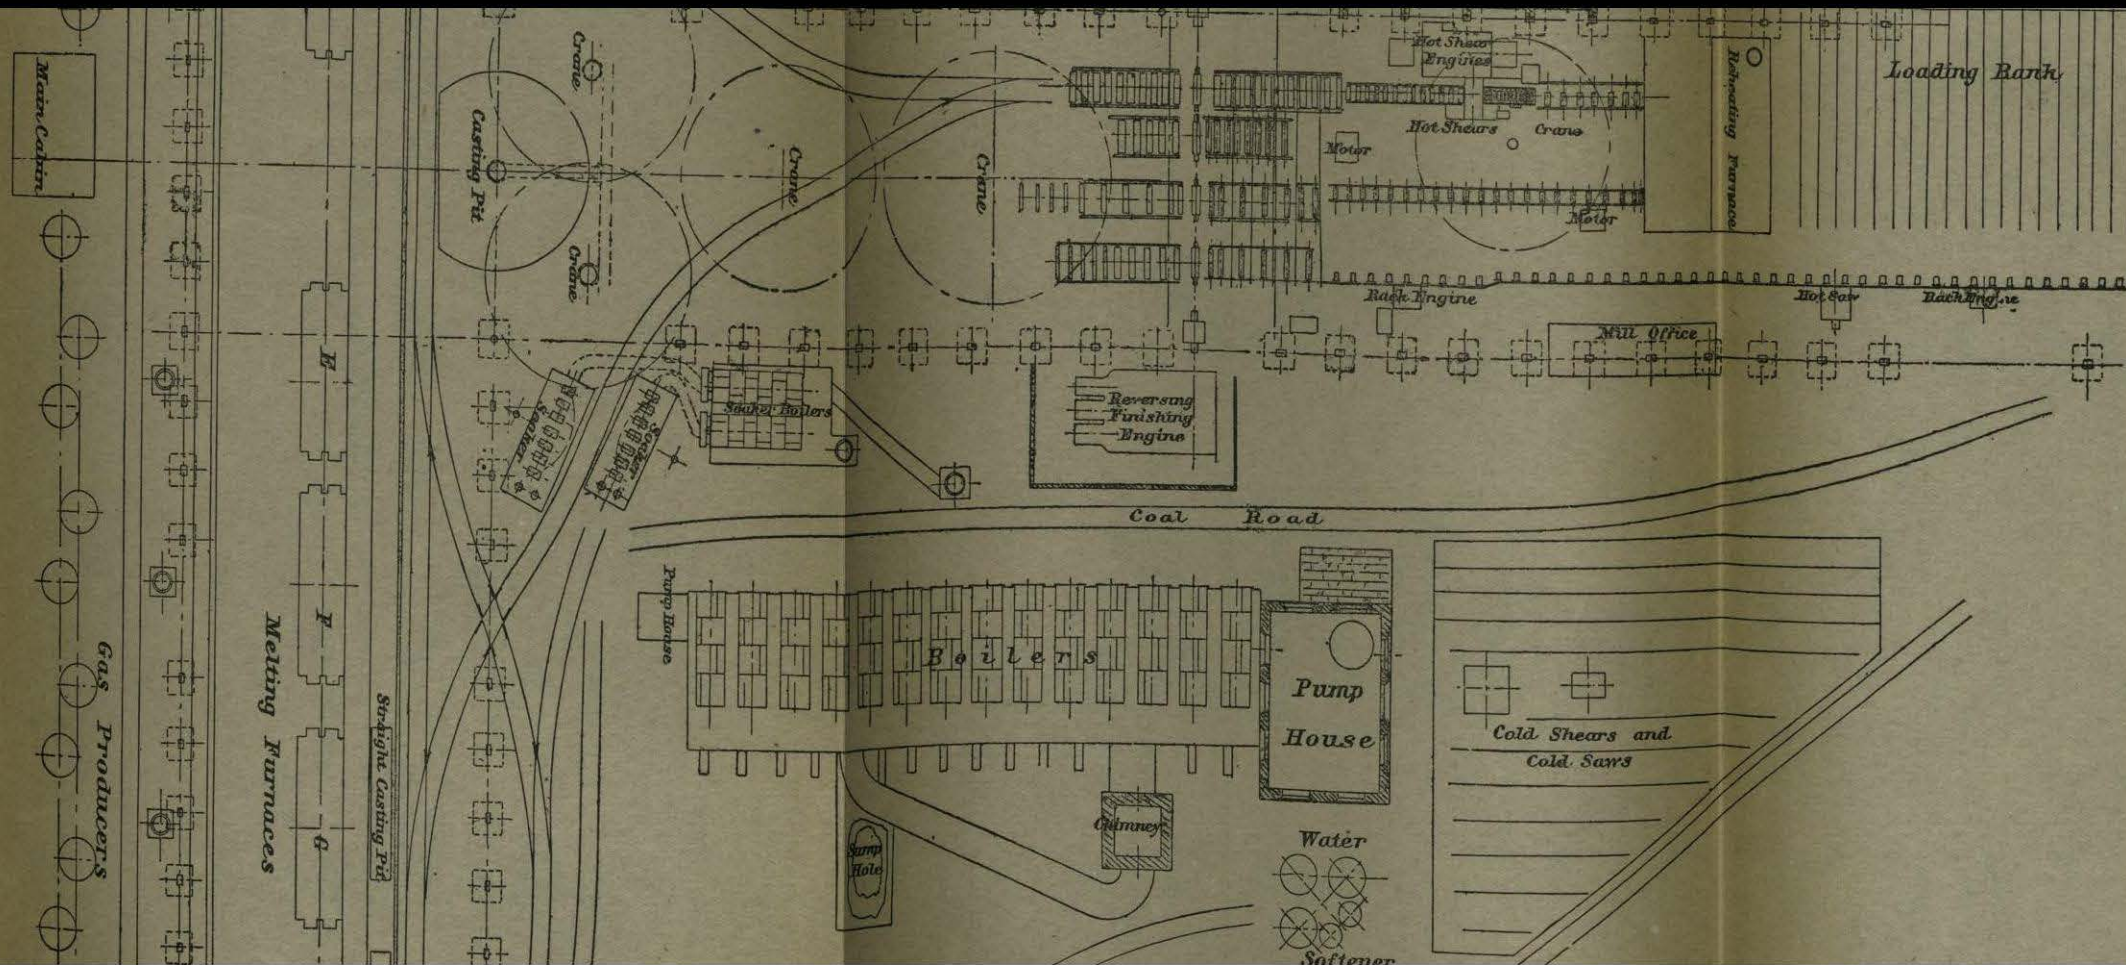 Main Cabin
Crane
Casting Pit
Crane
Crane
Crane
Hot Shear
Engines
Hot Shears
Crane
Motor
Motor
Reheating Furnace
Loading Bank
Rack Engine
Hot Saw
Rack Engine
Mill Office
E
Soaker
Soaker
Soaker Boilers
Reversing
Finishing
Engine
Coal Road
F
Pump House
Boilers
Pump
House
Cold Shears and
Cold Saws
Gas Producers
Melting Furnaces
G
Straight Casting Pit
Sump
Hole
Chimney
Water
Softener